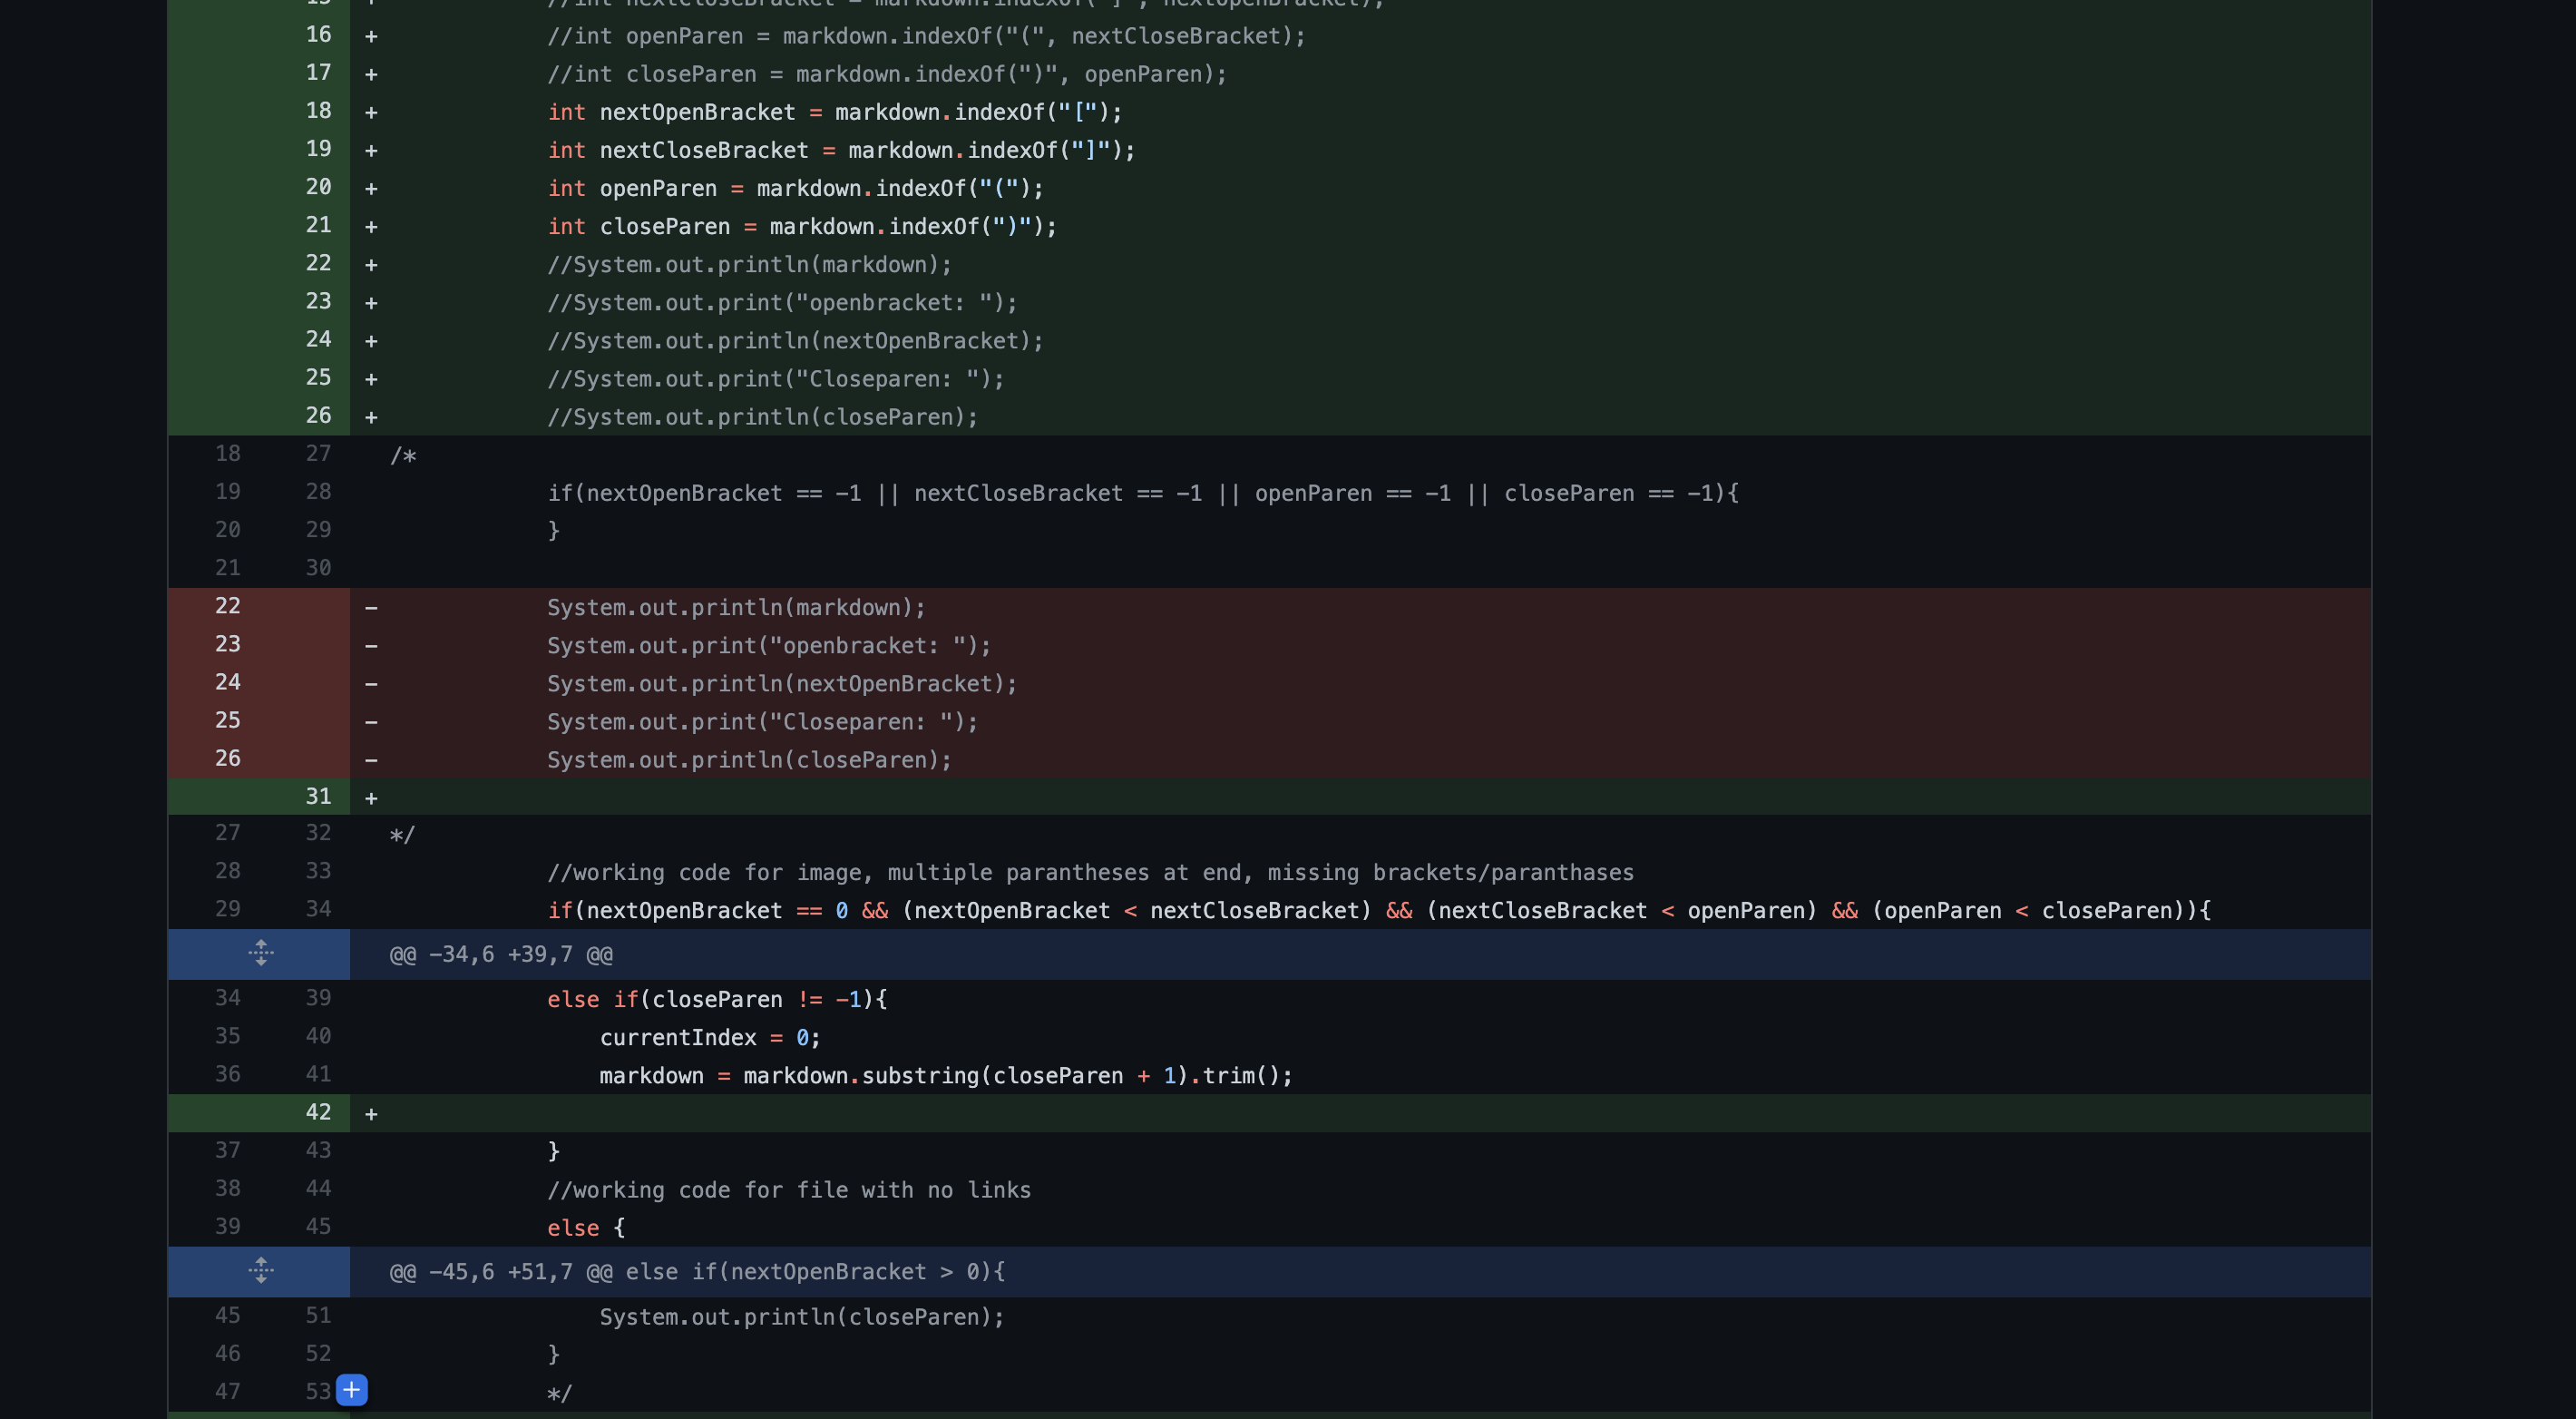 16 + //int openParen = markdown.indexOf("(", nextCloseBracket);
17 + //int closeParen = markdown.indexOf(")", openParen);
18 + int nextOpenBracket = markdown.indexOf("[");
19 + int nextCloseBracket = markdown.indexOf("]");
20 + int openParen = markdown.indexOf("(");
21 + int closeParen = markdown.indexOf(")");
22 + //System.out.println(markdown);
23 + //System.out.print("openbracket: ");
24 + //System.out.println(nextOpenBracket);
25 + //System.out.print("Closeparen: ");
26 + //System.out.println(closeParen);
18 27 /*
19 28 if(nextOpenBracket == -1 || nextCloseBracket == -1 || openParen == -1 || closeParen == -1){
20 29 }
21 30
22 - System.out.println(markdown);
23 - System.out.print("openbracket: ");
24 - System.out.println(nextOpenBracket);
25 - System.out.print("Closeparen: ");
26 - System.out.println(closeParen);
31 +
27 32 */
28 33 //working code for image, multiple parantheses at end, missing brackets/paranthases
29 34 if(nextOpenBracket == 0 && (nextOpenBracket < nextCloseBracket) && (nextCloseBracket < openParen) && (openParen < closeParen)){
@@ -34,6 +39,7 @@
34 39 else if(closeParen != -1){
35 40 currentIndex = 0;
36 41 markdown = markdown.substring(closeParen + 1).trim();
42 +
37 43 }
38 44 //working code for file with no links
39 45 else {
@@ -45,6 +51,7 @@ else if(nextOpenBracket > 0){
45 51 System.out.println(closeParen);
46 52 }
47 53 + */